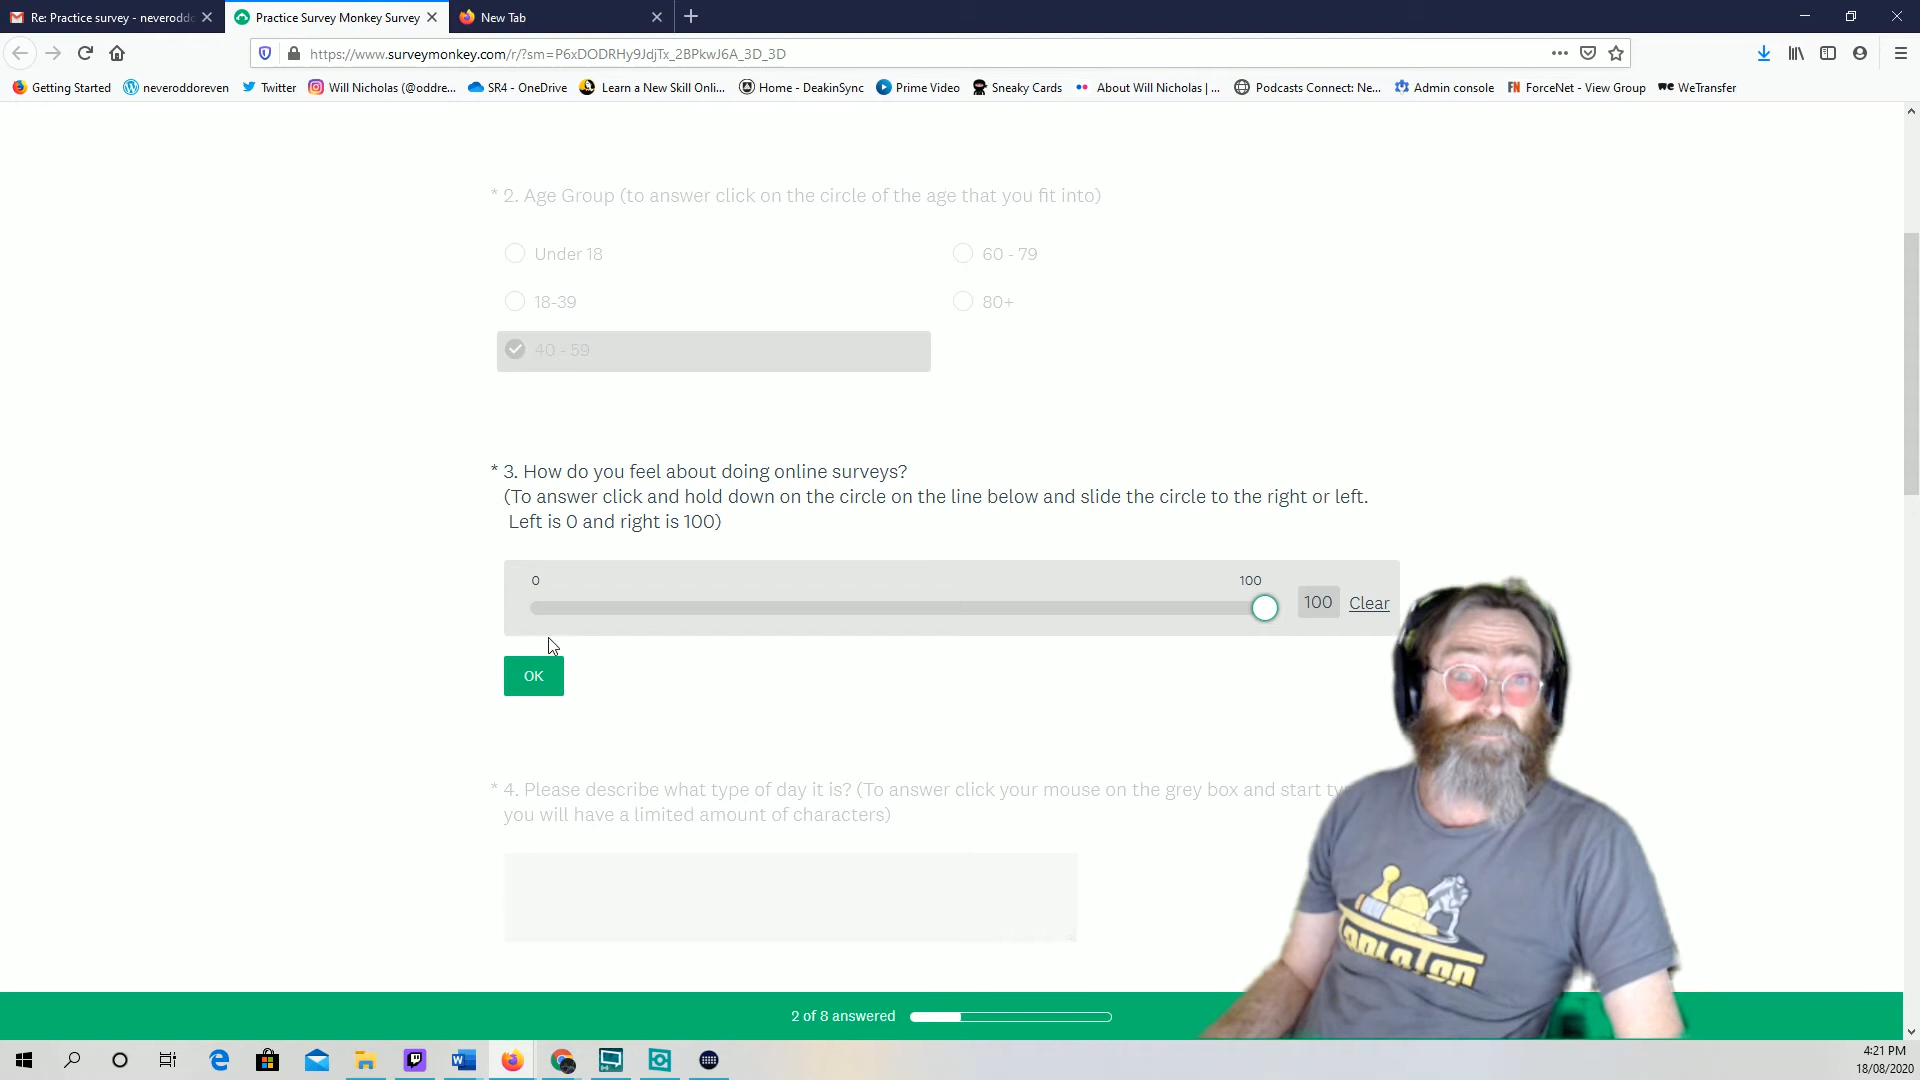 Re: Practice survey - neveroddo
Practice Survey Monkey Survey
New Tab
https://www.surveymonkey.com/r/?sm=P6xDODRHy9JdjTx_2BPkwJ6A_3D_3D
Getting Started
neveroddoreven
Twitter
Will Nicholas (@oddre...
SR4 - OneDrive
Learn a New Skill Onli...
Home - DeakinSync
Prime Video
Sneaky Cards
About Will Nicholas | ...
Podcasts Connect: Ne...
Admin console
FN ForceNet - View Group
WeTransfer
* 2. Age Group (to answer click on the circle of the age that you fit into)
Under 18
60 - 79
18-39
80+
40 - 59
* 3. How do you feel about doing online surveys?
(To answer click and hold down on the circle on the line below and slide the circle to the right or left.
Left is 0 and right is 100)
0
100
100 Clear
OK
* 4. Please describe what type of day it is? (To answer click your mouse on the grey box and start ty
you will have a limited amount of characters)
TableTop
2 of 8 answered
4:21 PM
18/08/2020